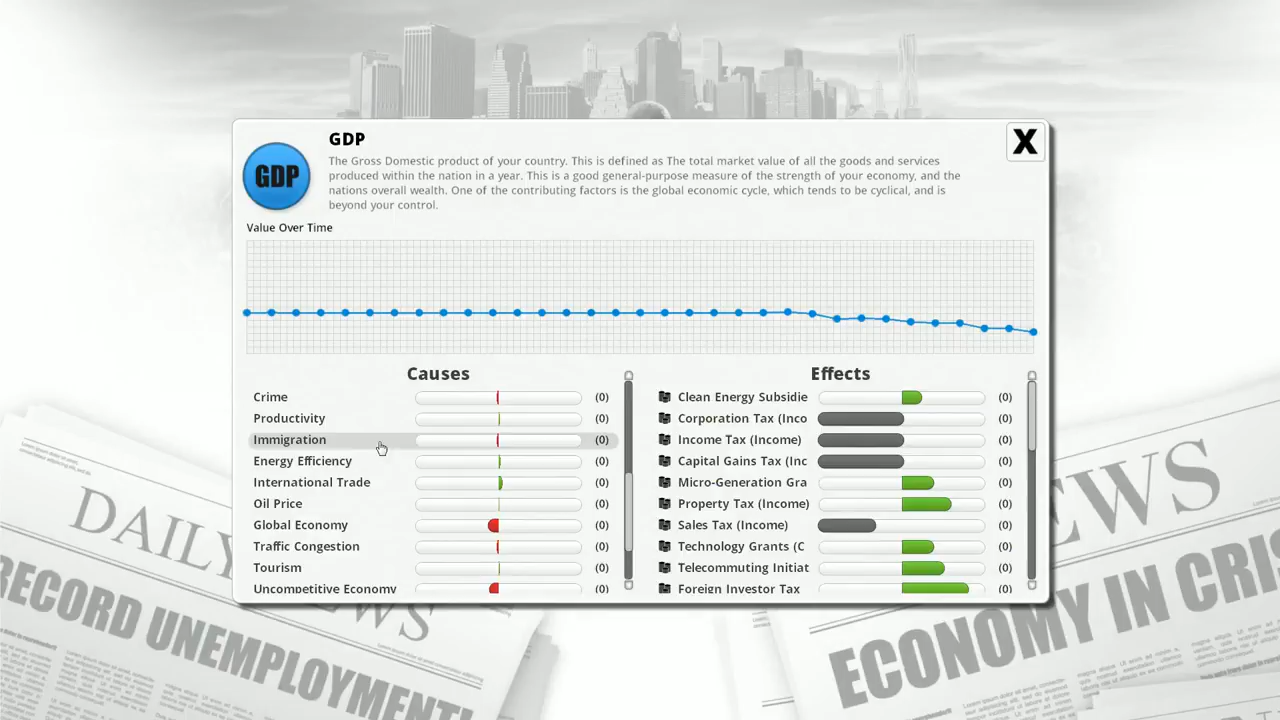 GDP
GDP
The Gross Domestic product of your country. This is defined as The total market value of all the goods and services
produced within the nation in a year. This is a good general-purpose measure of the strength of your economy, and the
nations overall wealth. One of the contributing factors is the global economic cycle, which tends to be cyclical, and is
beyond your control.
X
Value Over Time
Causes
Crime (0)
Productivity (0)
Immigration (0)
Energy Efficiency (0)
International Trade (0)
Oil Price (0)
Global Economy (0)
Traffic Congestion (0)
Tourism (0)
Uncompetitive Economy (0)
Effects
Clean Energy Subsidie (0)
Corporation Tax (Inco (0)
Income Tax (Income) (0)
Capital Gains Tax (Inc (0)
Micro-Generation Gra (0)
Property Tax (Income) (0)
Sales Tax (Income) (0)
Technology Grants (C (0)
Telecommuting Initiat (0)
Foreign Investor Tax (0)
DAILY
WS
RECORD UNEMPLOYMENT!
EWS
ECONOMY IN CRIS